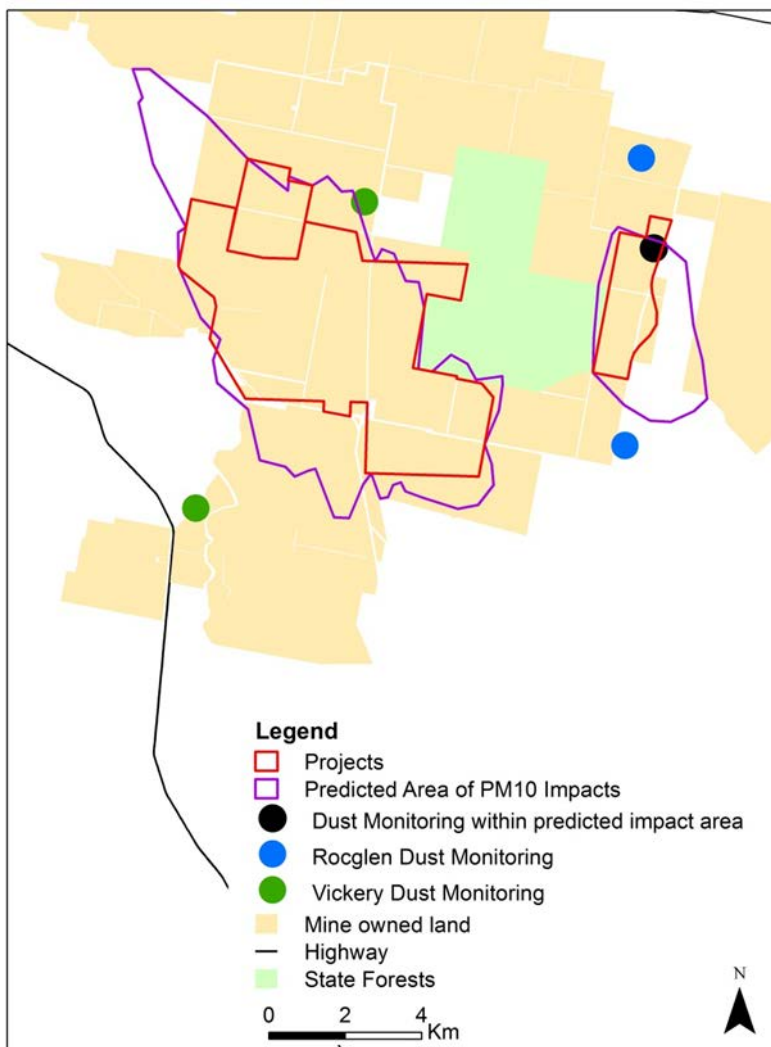 N
Legend
Projects
Predicted Area of PM10 Impacts
Dust Monitoring within predicted impact area
Rocglen Dust Monitoring
Vickery Dust Monitoring
Mine owned land
Highway
State Forests
0 2 4
Km